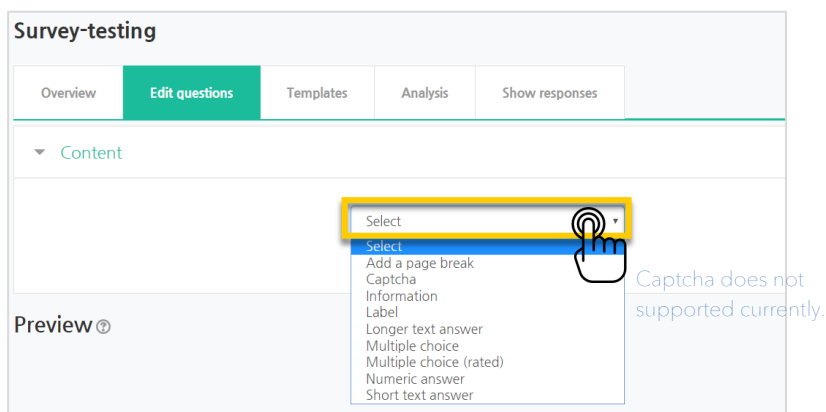 Survey-testing
Overview Edit questions Templates Analysis Show responses
Content
Select
Select
Add a page break
Captcha
Information
Label
Longer text answer
Multiple choice
Multiple choice (rated)
Numeric answer
Short text answer
Captcha does not
supported currently.
Preview